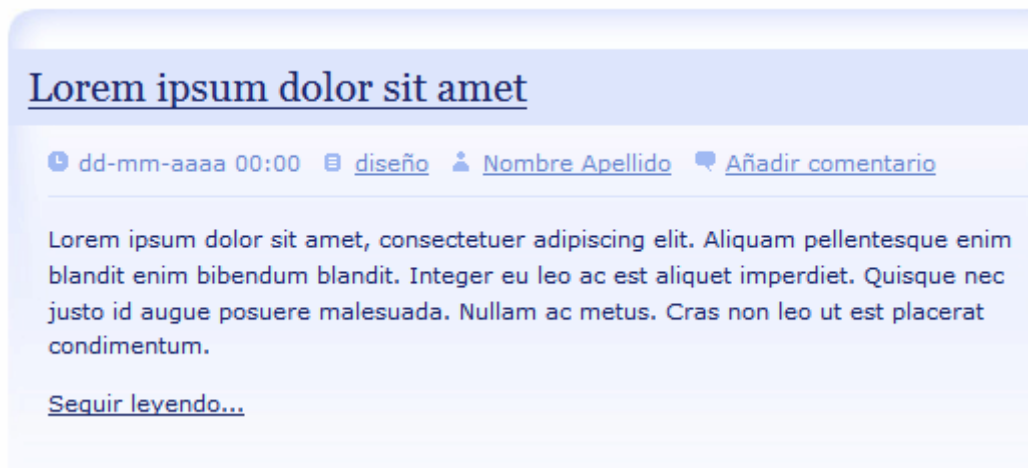 Lorem ipsum dolor sit amet
dd-mm-aaaa 00:00 diseño Nombre Apellido Añadir comentario
Lorem ipsum dolor sit amet, consectetuer adipiscing elit. Aliquam pellentesque enim
blandit enim bibendum blandit. Integer eu leo ac est aliquet imperdiet. Quisque nec
justo id augue posuere malesuada. Nullam ac metus. Cras non leo ut est placerat
condimentum.
Seguir leyendo...